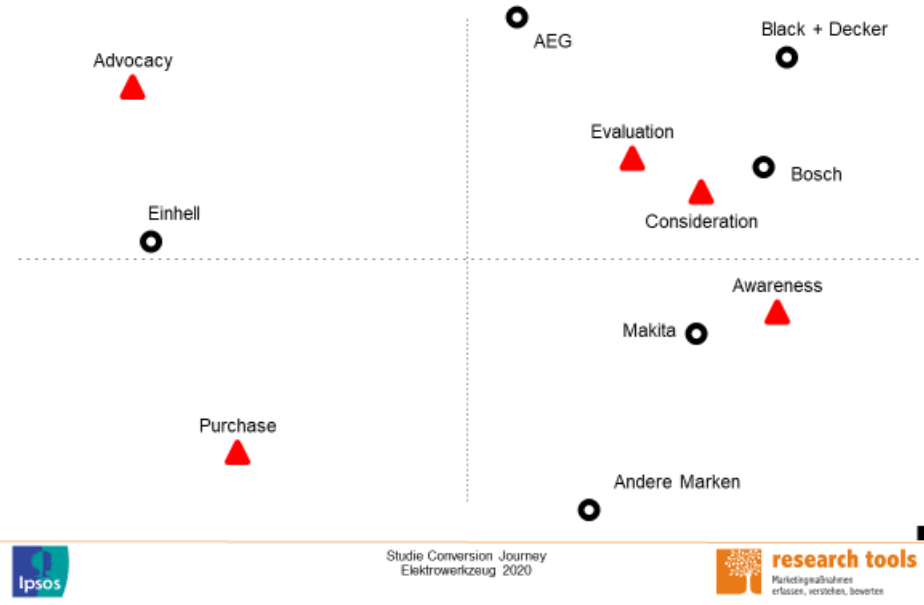 AEG
Black + Decker
Advocacy
Evaluation
Bosch
Einhell
Consideration
Awareness
Makita
Purchase
Andere Marken
Studie Conversion Journey
Elektrowerkzeug 2020
Ipsos
research tools
Marketingmaßnahmen
erfassen, verstehen, bewerten